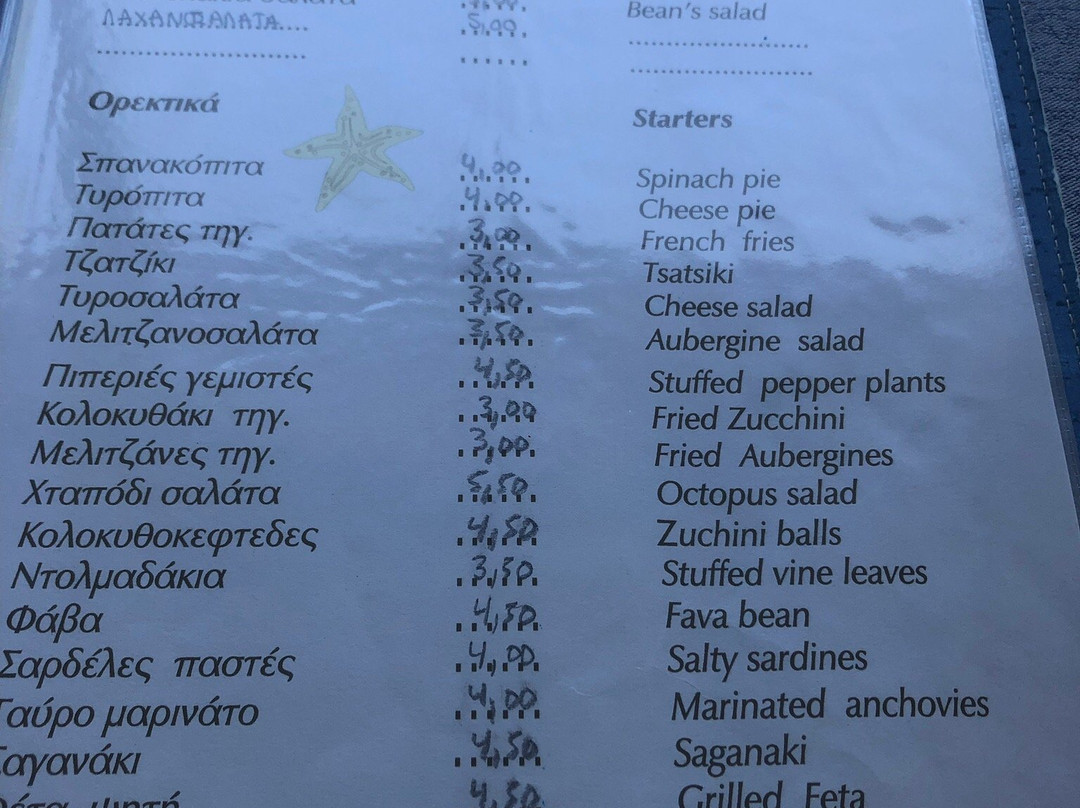 σαλάτα
ΛΑΧΑΝΟΣΑΛΑΤΑ.... 5,00 Bean's salad
Ορεκτικά Starters
Σπανακόπιτα 4,00 Spinach pie
Τυρόπιτα 4,00 Cheese pie
Πατάτες τηγ. 3,00 French fries
Τζατζίκι 3,50 Tsatsiki
Τυροσαλάτα 3,50 Cheese salad
Μελιτζανοσαλάτα 3,50 Aubergine salad
Πιπεριές γεμιστές 4,50 Stuffed pepper plants
Κολοκυθάκι τηγ. 3,00 Fried Zucchini
Μελιτζάνες τηγ. 3,00 Fried Aubergines
Χταπόδι σαλάτα 5,50 Octopus salad
Κολοκυθοκεφτεδες 4,50 Zuchini balls
Ντολμαδάκια 3,50 Stuffed vine leaves
Φάβα 4,50 Fava bean
Σαρδέλες παστές 4,00 Salty sardines
Γαύρο μαρινάτο 4,00 Marinated anchovies
Σαγανάκι 4,50 Saganaki
Φέτα ψητή 4,50 Grilled Feta